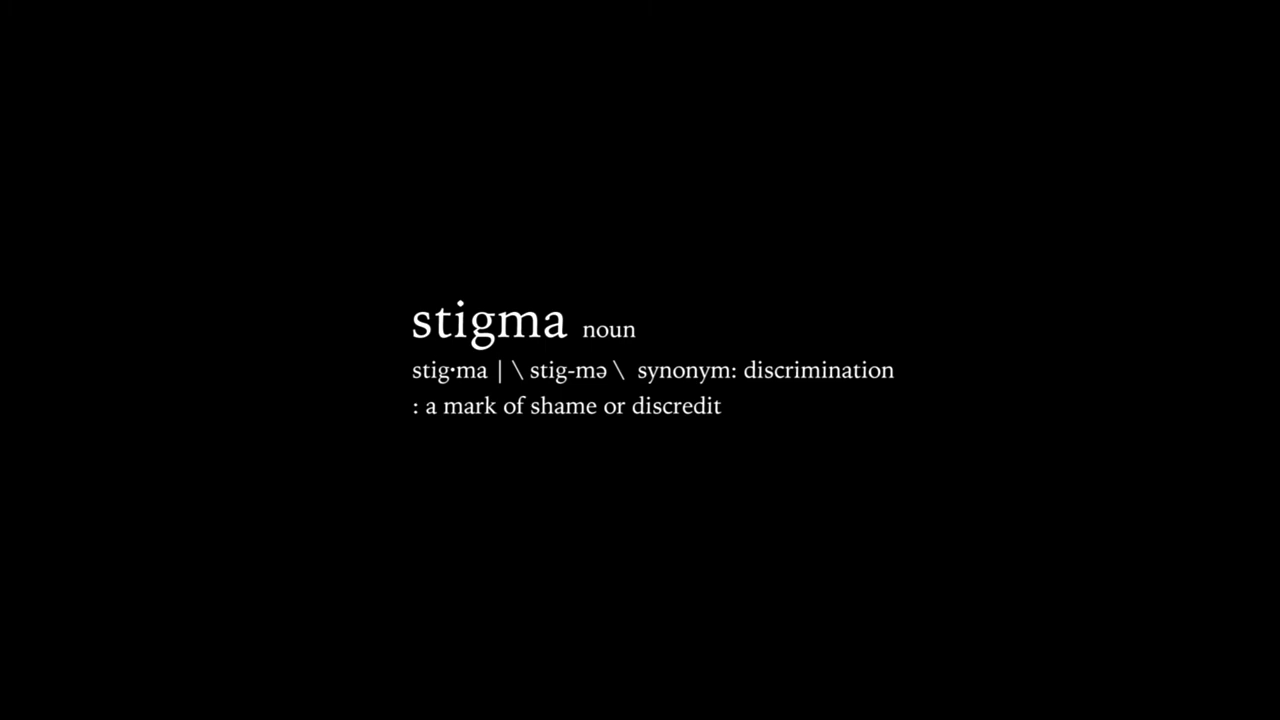 stigma noun
stig·ma | \ stig-mə \ synonym: discrimination
: a mark of shame or discredit